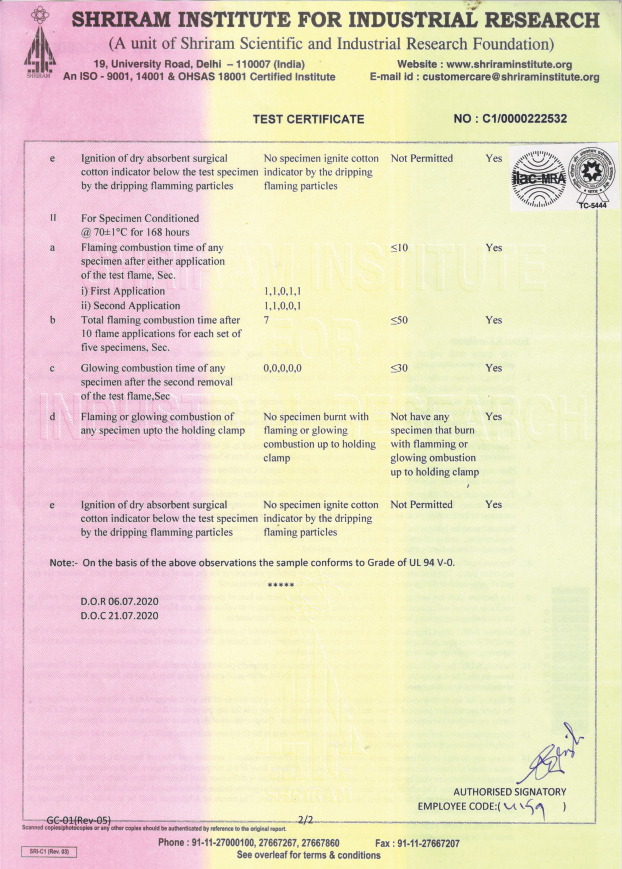 SHRIRAM INSTITUTE FOR INDUSTRIAL RESEARCH
(A unit of Shriram Scientific and Industrial Research Foundation)
SHRIRAM
19, University Road, Delhi – 110007 (India) Website : www.shriraminstitute.org
An ISO - 9001, 14001 & OHSAS 18001 Certified Institute E-mail id : customercare@shriraminstitute.org
TEST CERTIFICATE NO : C1/0000222532
e Ignition of dry absorbent surgical No specimen ignite cotton Not Permitted Yes
cotton indicator below the test specimen indicator by the dripping
by the dripping flamming particles flaming particles
ilac-MRA
TC-5444
II For Specimen Conditioned
@ 70±1°C for 168 hours
a Flaming combustion time of any ≤10 Yes
specimen after either application
of the test flame, Sec.
i) First Application 1,1,0,1,1
ii) Second Application 1,1,0,0,1
b Total flaming combustion time after 7 ≤50 Yes
10 flame applications for each set of
five specimens, Sec.
c Glowing combustion time of any 0,0,0,0,0 ≤30 Yes
specimen after the second removal
of the test flame,Sec
d Flaming or glowing combustion of No specimen burnt with Not have any Yes
any specimen upto the holding clamp flaming or glowing specimen that burn
combustion up to holding with flamming or
clamp glowing ombustion
up to holding clamp
e Ignition of dry absorbent surgical No specimen ignite cotton Not Permitted Yes
cotton indicator below the test specimen indicator by the dripping
by the dripping flamming particles flaming particles
Note:- On the basis of the above observations the sample conforms to Grade of UL 94 V-0.
*****
D.O.R 06.07.2020
D.O.C 21.07.2020
SHRIRAM INSTITUTE
FOR
INDUSTRIAL RESEARCH
AUTHORISED SIGNATORY
EMPLOYEE CODE:( )
GC-01(Rev-05) 2/2
Scanned copies/photocopies or any other copies should be authenticated by reference to the original report.
Phone : 91-11-27000100, 27667267, 27667860 Fax : 91-11-27667207
SRI-C1 (Rev. 03)
See overleaf for terms & conditions